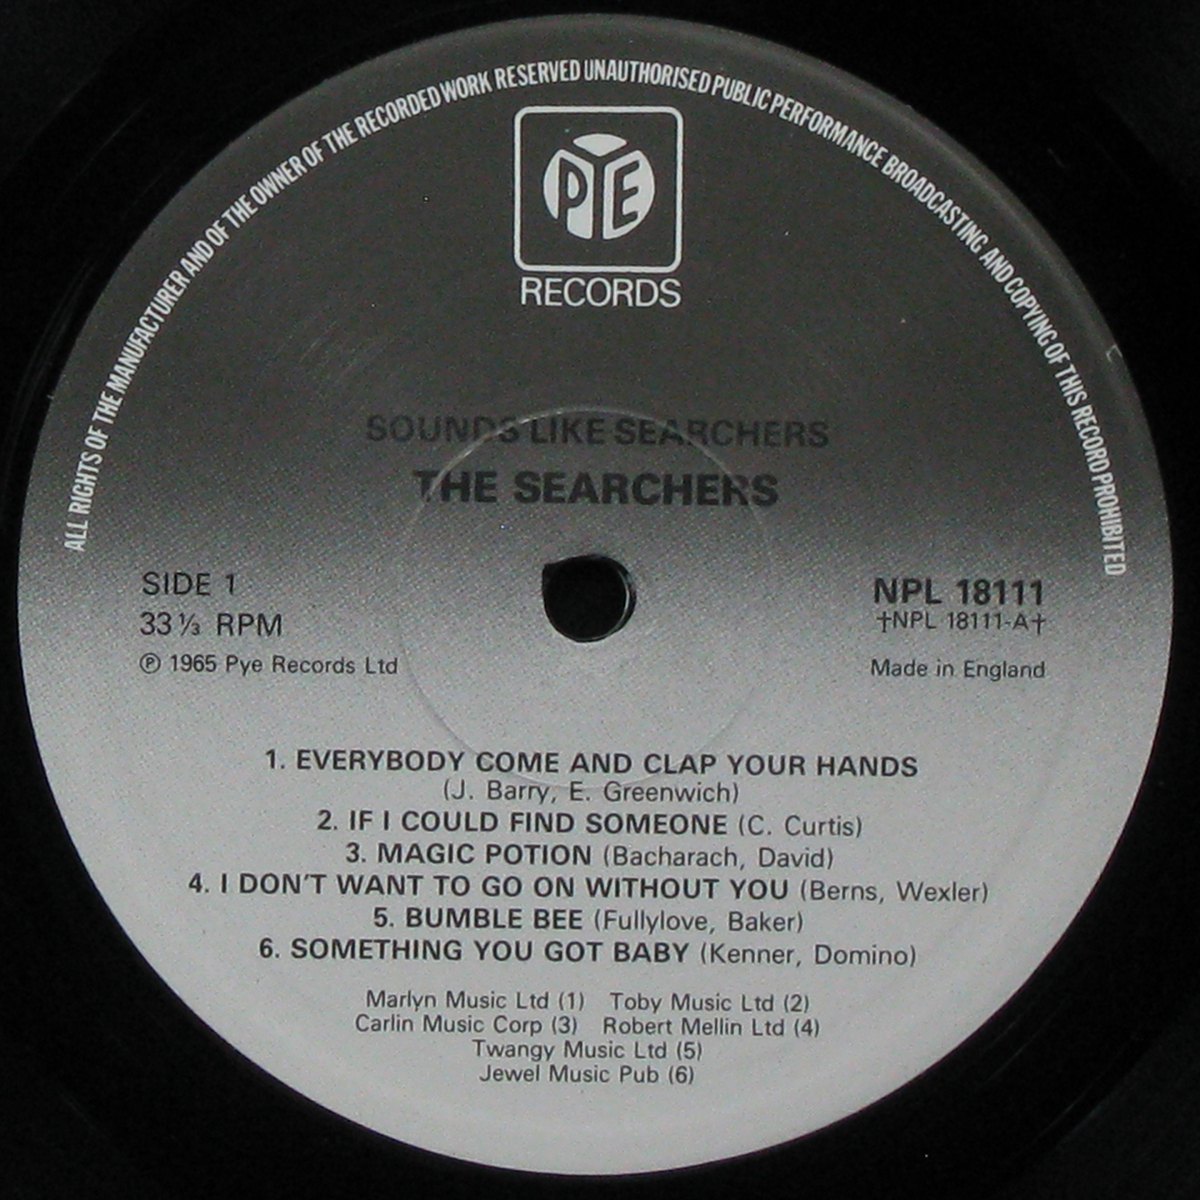 ALL RIGHTS OF THE MANUFACTURER AND OF THE OWNER OF THE RECORDED WORK RESERVED UNAUTHORISED PUBLIC PERFORMANCE BROADCASTING AND COPYING OF THIS RECORD PROHIBITED
PYE
RECORDS
SOUNDS LIKE SEARCHERS
THE SEARCHERS
SIDE 1
33 ⅓ RPM
℗ 1965 Pye Records Ltd
NPL 18111
†NPL 18111-A†
Made in England
1. EVERYBODY COME AND CLAP YOUR HANDS
(J. Barry, E. Greenwich)
2. IF I COULD FIND SOMEONE (C. Curtis)
3. MAGIC POTION (Bacharach, David)
4. I DON'T WANT TO GO ON WITHOUT YOU (Berns, Wexler)
5. BUMBLE BEE (Fullylove, Baker)
6. SOMETHING YOU GOT BABY (Kenner, Domino)
Marlyn Music Ltd (1) Toby Music Ltd (2)
Carlin Music Corp (3) Robert Mellin Ltd (4)
Twangy Music Ltd (5)
Jewel Music Pub (6)